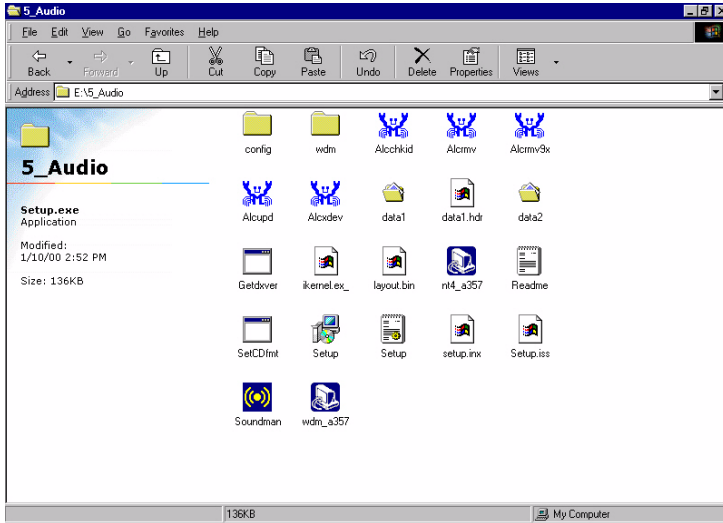 5_Audio
File Edit View Go Favorites Help
Back Forward Up Cut Copy Paste Undo Delete Properties Views
Address E:\5_Audio
5_Audio
Setup.exe
Application
Modified:
1/10/00 2:52 PM
Size: 136KB
config wdm Alcchkid Alcrmv Alcrmv9x
Alcupd Alcxdev data1 data1.hdr data2
Getdxver ikernel.ex_ layout.bin nt4_a357 Readme
SetCDfmt Setup Setup setup.inx Setup.iss
Soundman wdm_a357
136KB My Computer